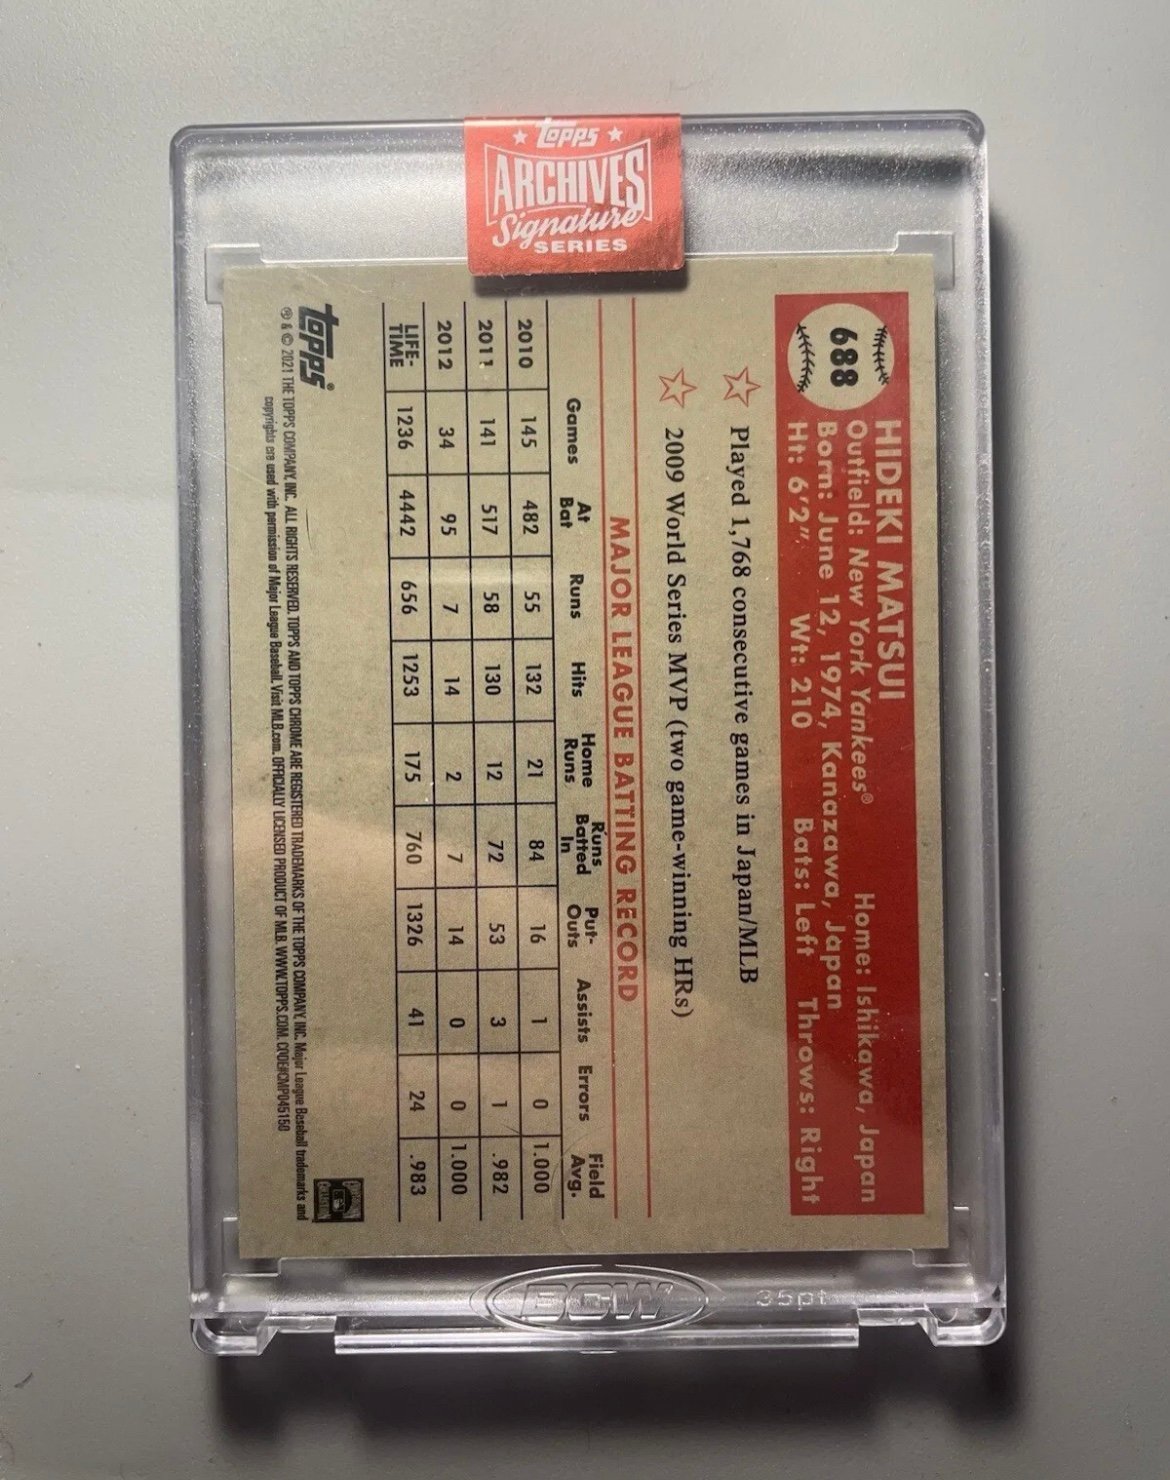 topps
ARCHIVES
Signature
SERIES
688
HIDEKI MATSUI
Outfield: New York Yankees® Home: Ishikawa, Japan
Born: June 12, 1974, Kanazawa, Japan
Ht: 6'2" Wt: 210 Bats: Left Throws: Right
Played 1,768 consecutive games in Japan/MLB
2009 World Series MVP (two game-winning HRs)
MAJOR LEAGUE BATTING RECORD
Games At Bat Runs Hits Home Runs Runs Batted In Put-Outs Assists Errors Field Avg.
2010 145 482 55 132 21 84 16 1 0 1.000
2011 141 517 58 130 12 72 53 3 1 .982
2012 34 95 7 14 2 7 14 0 0 1.000
LIFE-TIME 1236 4442 656 1253 175 760 1326 41 24 .983
topps®
℗ & © 2021 THE TOPPS COMPANY, INC. ALL RIGHTS RESERVED. TOPPS AND TOPPS CHROME ARE REGISTERED TRADEMARKS OF THE TOPPS COMPANY, INC. Major League Baseball trademarks and
copyrights are used with permission of Major League Baseball. Visit MLB.com. OFFICIALLY LICENSED PRODUCT OF MLB. WWW.TOPPS.COM. CODE#CMP045150
BCW
35pt